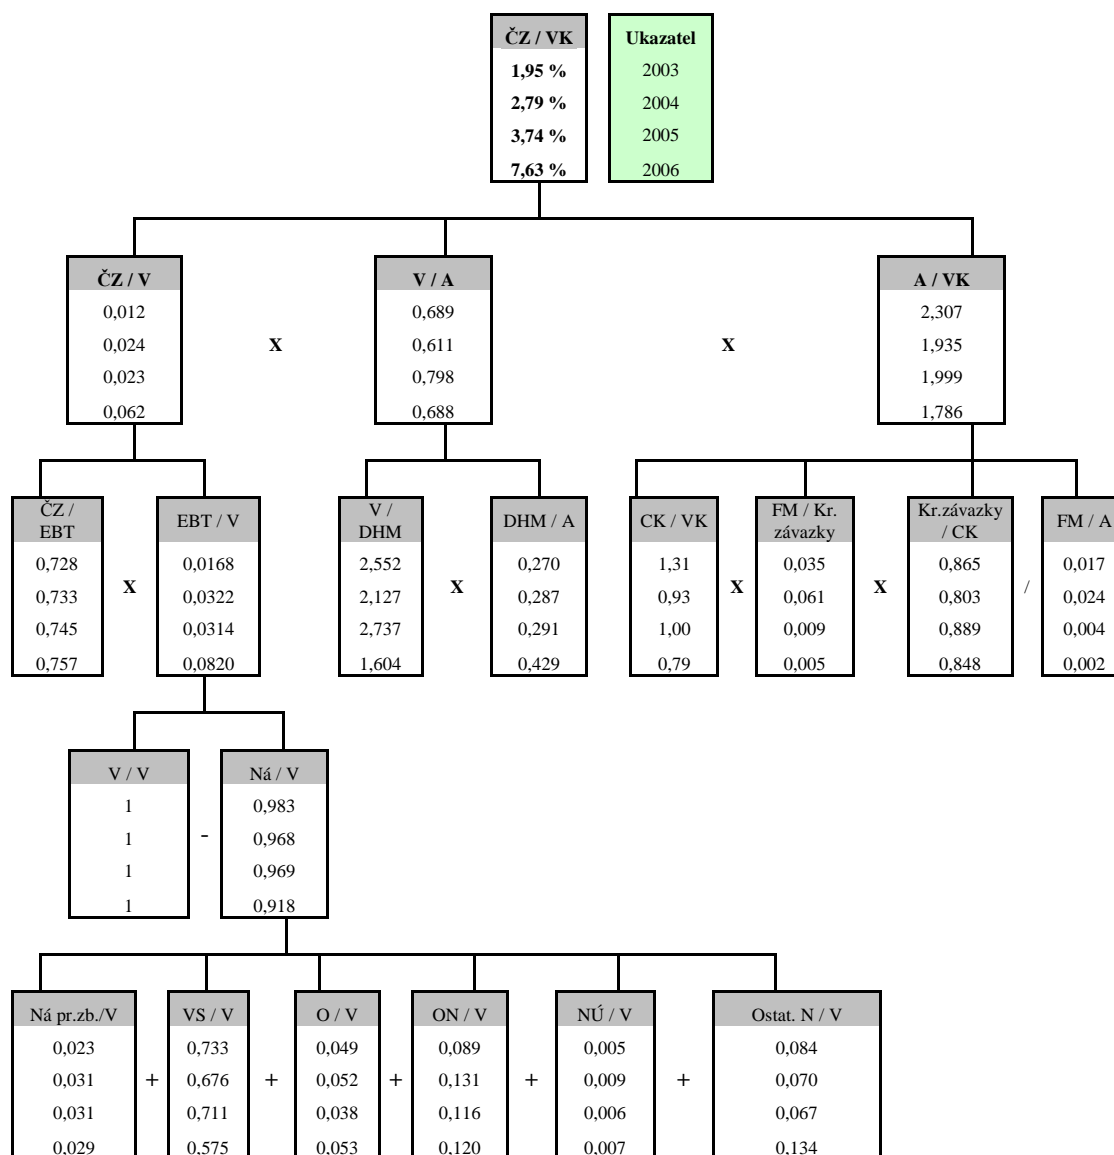 ČZ / VK Ukazatel
1,95 % 2003
2,79 % 2004
3,74 % 2005
7,63 % 2006
ČZ / V V / A A / VK
0,012 0,689 2,307
0,024 X 0,611 X 1,935
0,023 0,798 1,999
0,062 0,688 1,786
ČZ / EBT / V V / DHM / A CK / VK FM / Kr. Kr.závazky FM / A
EBT DHM závazky / CK
0,728 0,0168 2,552 0,270 1,31 0,035 0,865 0,017
0,733 X 0,0322 2,127 X 0,287 0,93 X 0,061 X 0,803 / 0,024
0,745 0,0314 2,737 0,291 1,00 0,009 0,889 0,004
0,757 0,0820 1,604 0,429 0,79 0,005 0,848 0,002
V / V Ná / V
1 0,983
1 - 0,968
1 0,969
1 0,918
Ná pr.zb./V VS / V O / V ON / V NÚ / V Ostat. N / V
0,023 0,733 0,049 0,089 0,005 0,084
0,031 + 0,676 + 0,052 + 0,131 + 0,009 + 0,070
0,031 0,711 0,038 0,116 0,006 0,067
0,029 0,575 0,053 0,120 0,007 0,134